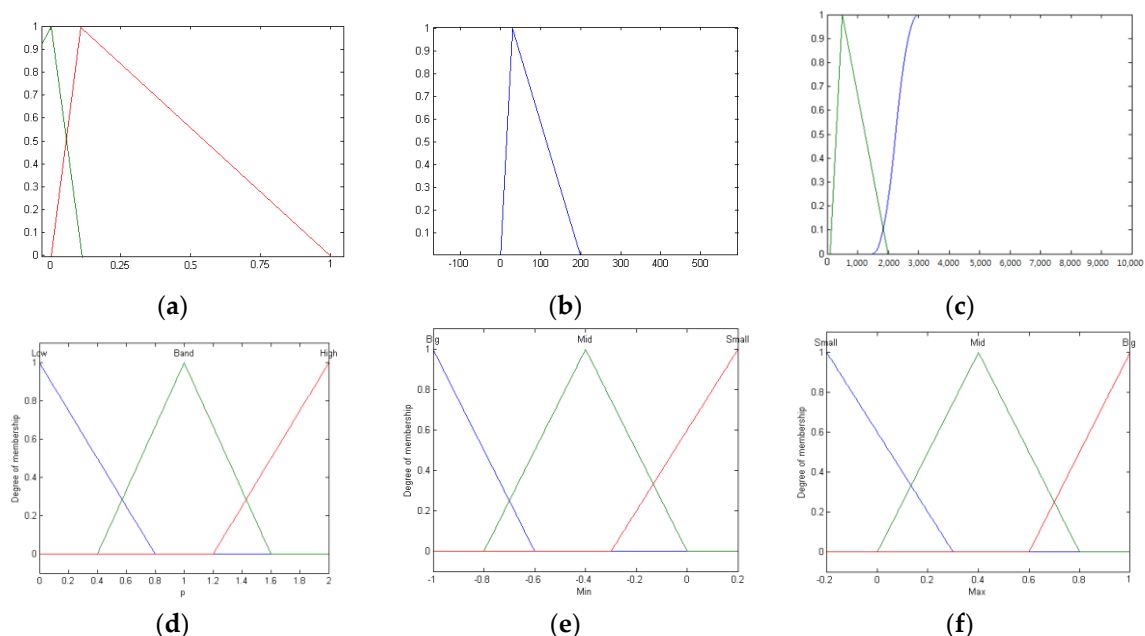 1
0.9
0.8
0.7
0.6
0.5
0.4
0.3
0.2
0.1
0
0 0.25 0.75 1
(a)
1
0.9
0.8
0.7
0.6
0.5
0.4
0.3
0.2
0.1
-100 0 100 200 300 400 500
(b)
1
0.9
0.8
0.7
0.6
0.5
0.4
0.3
0.2
0.1
0
0 1,000 2,000 3,000 4,000 5,000 6,000 7,000 8,000 9,000 10,000
(c)
Low Band High
1
0.8
0.6
0.4
0.2
0
Degree of membership
0 0.2 0.4 0.6 0.8 1 1.2 1.4 1.6 1.8 2
p
(d)
Big Mid Small
1
0.8
0.6
0.4
0.2
0
Degree of membership
-1 -0.8 -0.6 -0.4 -0.2 0 0.2
Min
(e)
Small Mid Big
1
0.8
0.6
0.4
0.2
0
Degree of membership
-0.2 0 0.2 0.4 0.6 0.8 1
Max
(f)